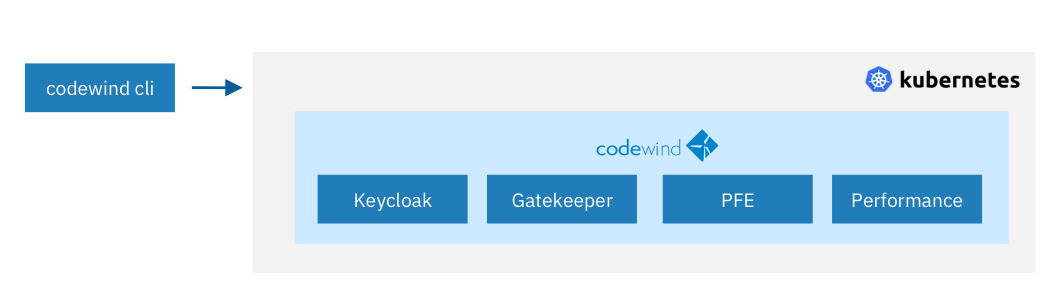 codewind cli
kubernetes
codewind
Keycloak
Gatekeeper
PFE
Performance